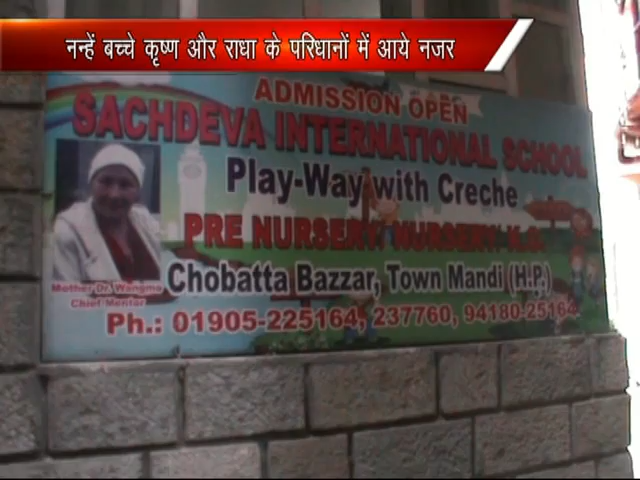 नन्हें बच्चे कृष्ण और राधा के परिधानों में आये नजर
ADMISSION OPEN
SACHDEVA INTERNATIONAL SCHOOL
Play-Way with Creche
PRE NURSERY, NURSERY, K.G.
Mother Dr. Wangmo
Chief Mentor
Chobatta Bazzar, Town Mandi (H.P.)
Ph.: 01905-225164, 237760, 94180-25164